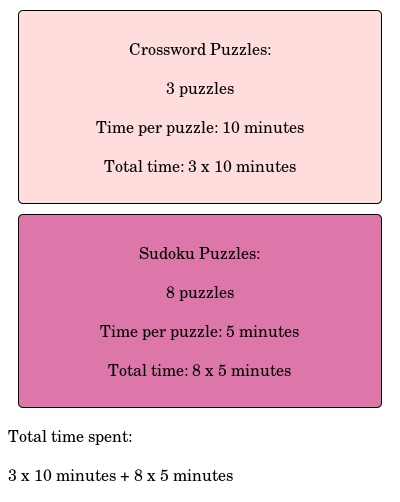 Crossword Puzzles:
3 puzzles
Time per puzzle: 10 minutes
Total time: 3 x 10 minutes
Sudoku Puzzles:
8 puzzles
Time per puzzle: 5 minutes
Total time: 8 x 5 minutes
Total time spent:
3 x 10 minutes + 8 x 5 minutes